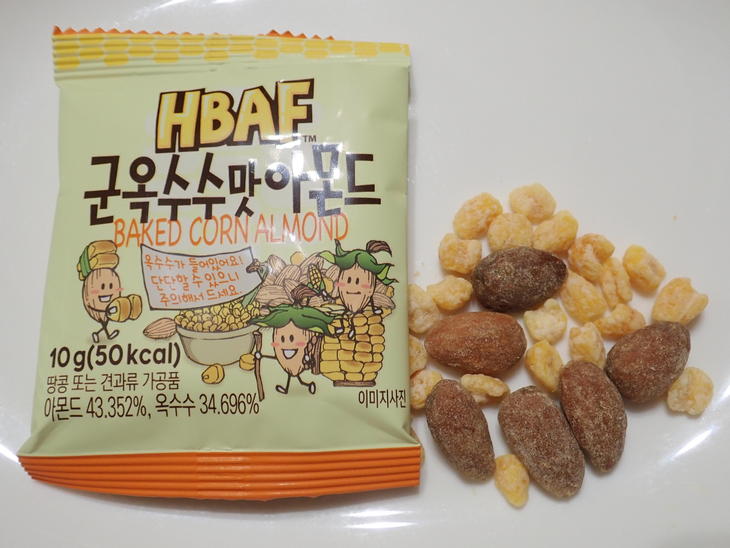 HBAF™
군옥수수맛아몬드
BAKED CORN ALMOND
옥수수가 들어있어요!
단단할 수 있으니
주의해서 드세요.
10g(50kcal)
땅콩 또는 견과류 가공품
아몬드 43.352%, 옥수수 34.696%
이미지사진